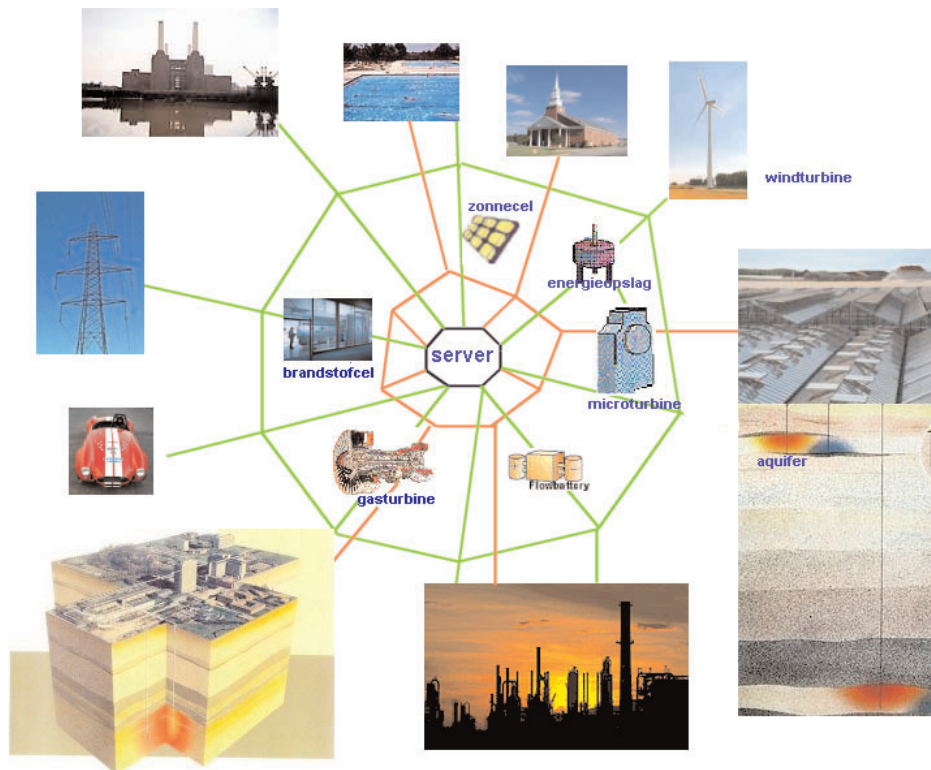 zonnecel
windturbine
energieopslag
server
brandstofcel
microturbine
aquifer
gasturbine
Flowbattery